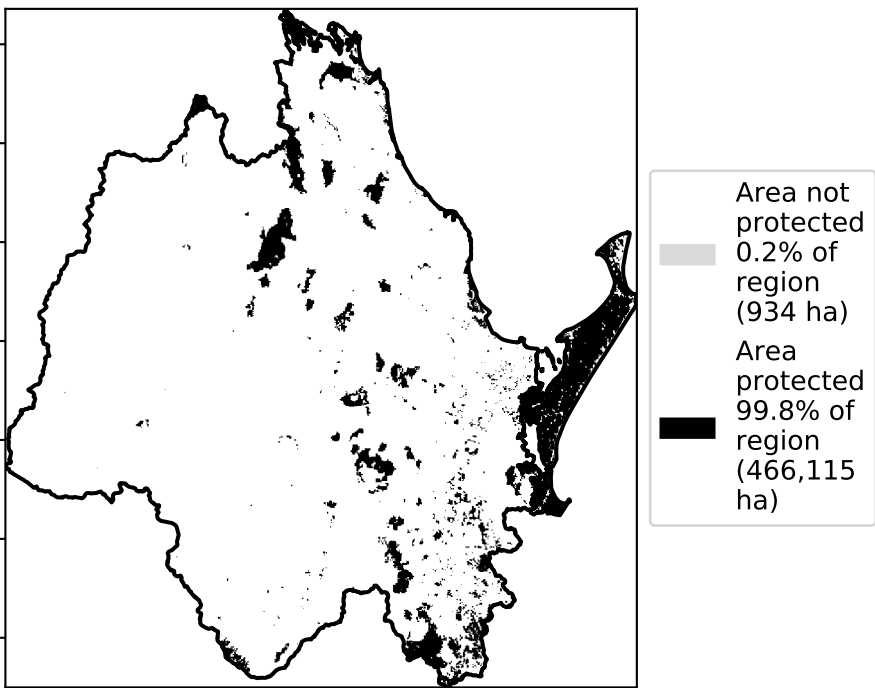 Area not
protected
0.2% of
region
(934 ha)
Area
protected
99.8% of
region
(466,115
ha)